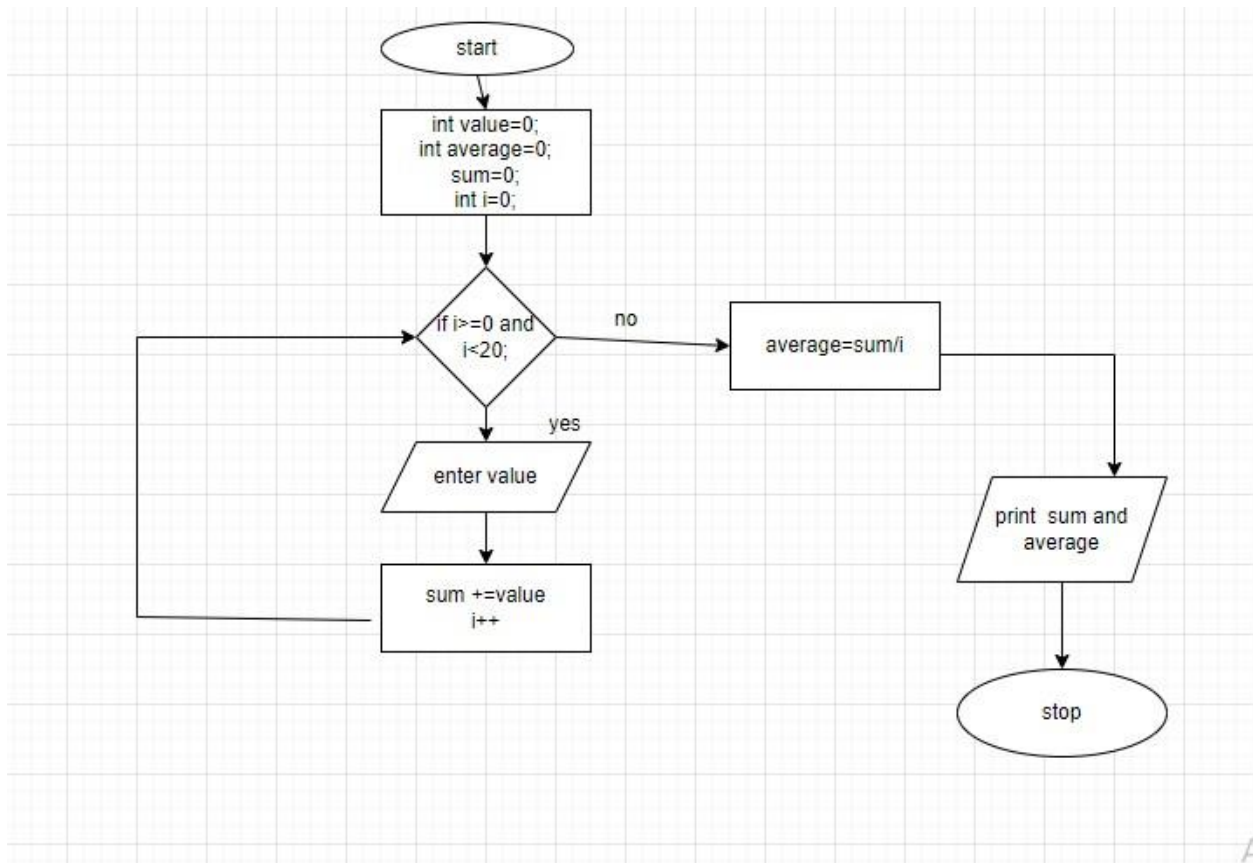 start
int value=0;
int average=0;
sum=0;
int i=0;
if i>=0 and
i<20;
no
average=sum/i
yes
enter value
print  sum and
average
sum +=value
i++
stop